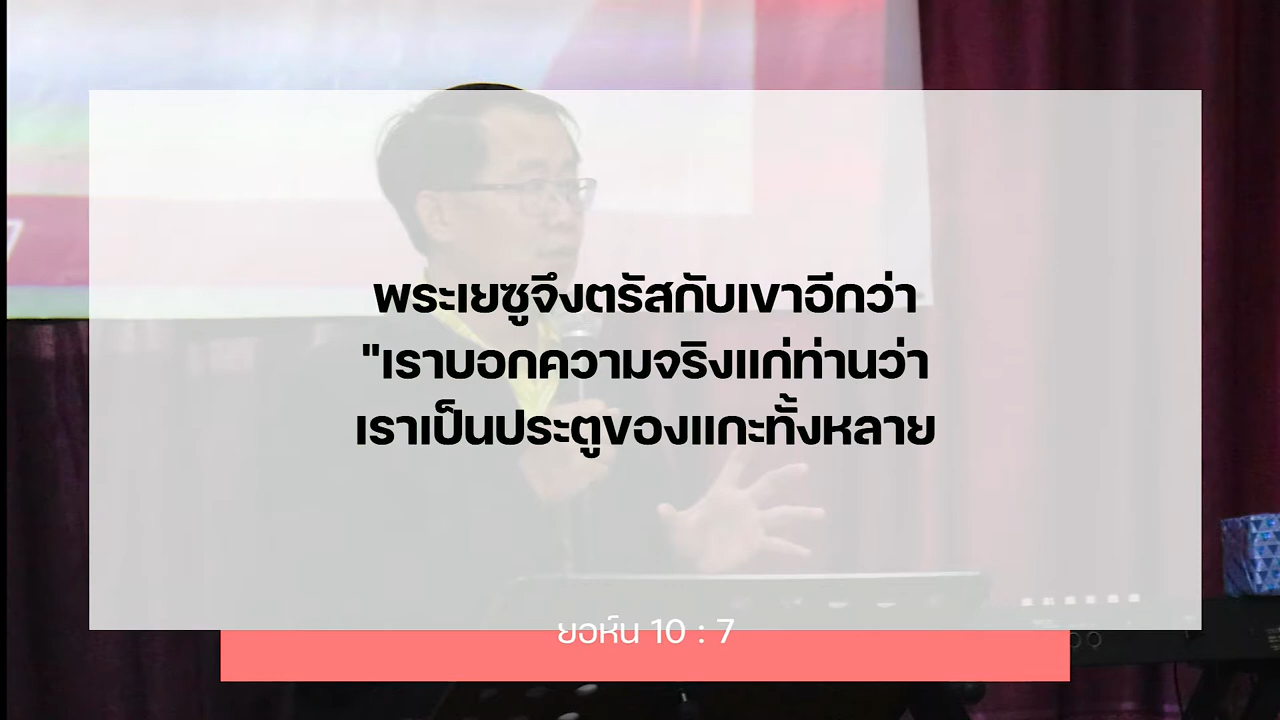 พระเยซูจึงตรัสกับเขาอีกว่า
"เราบอกความจริงแก่ท่านว่า
เราเป็นประตูของแกะทั้งหลาย
ยอห์น 10 : 7